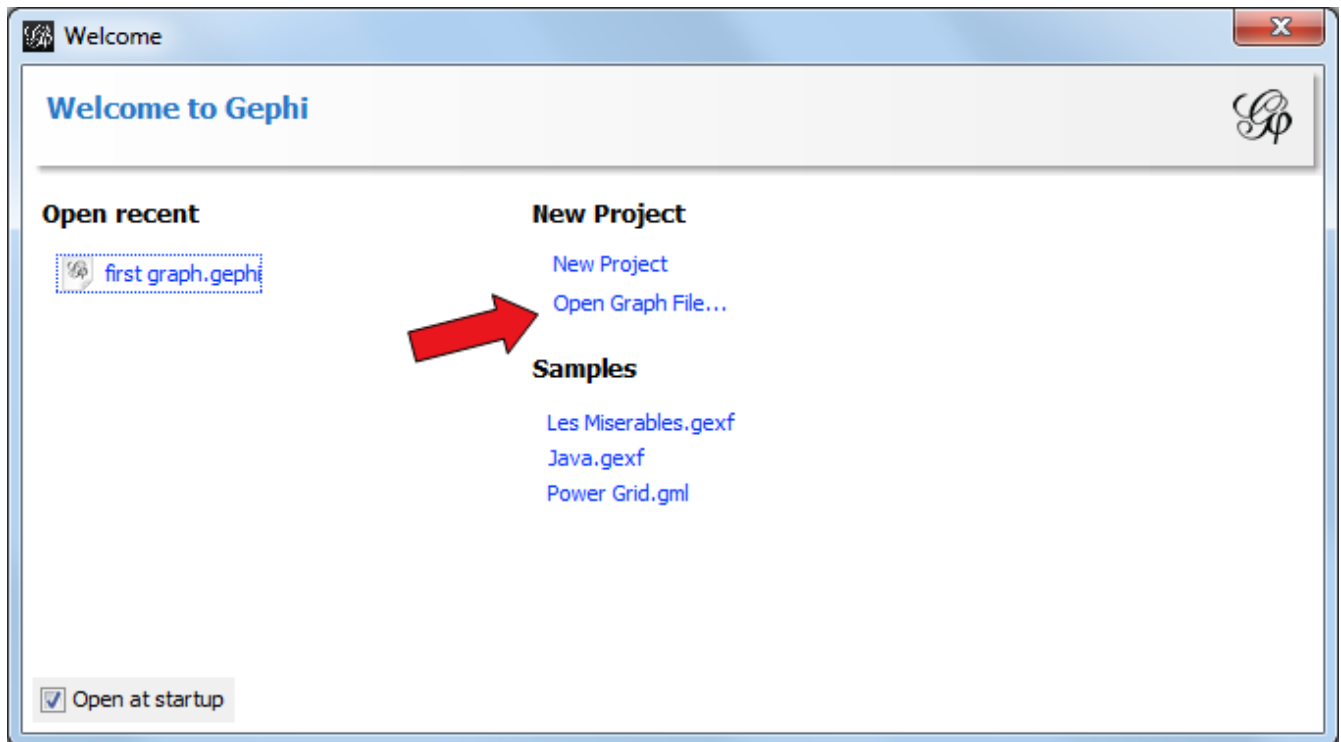 Welcome
Welcome to Gephi
Open recent
first graph.gephi
New Project
New Project
Open Graph File...
Samples
Les Miserables.gexf
Java.gexf
Power Grid.gml
Open at startup